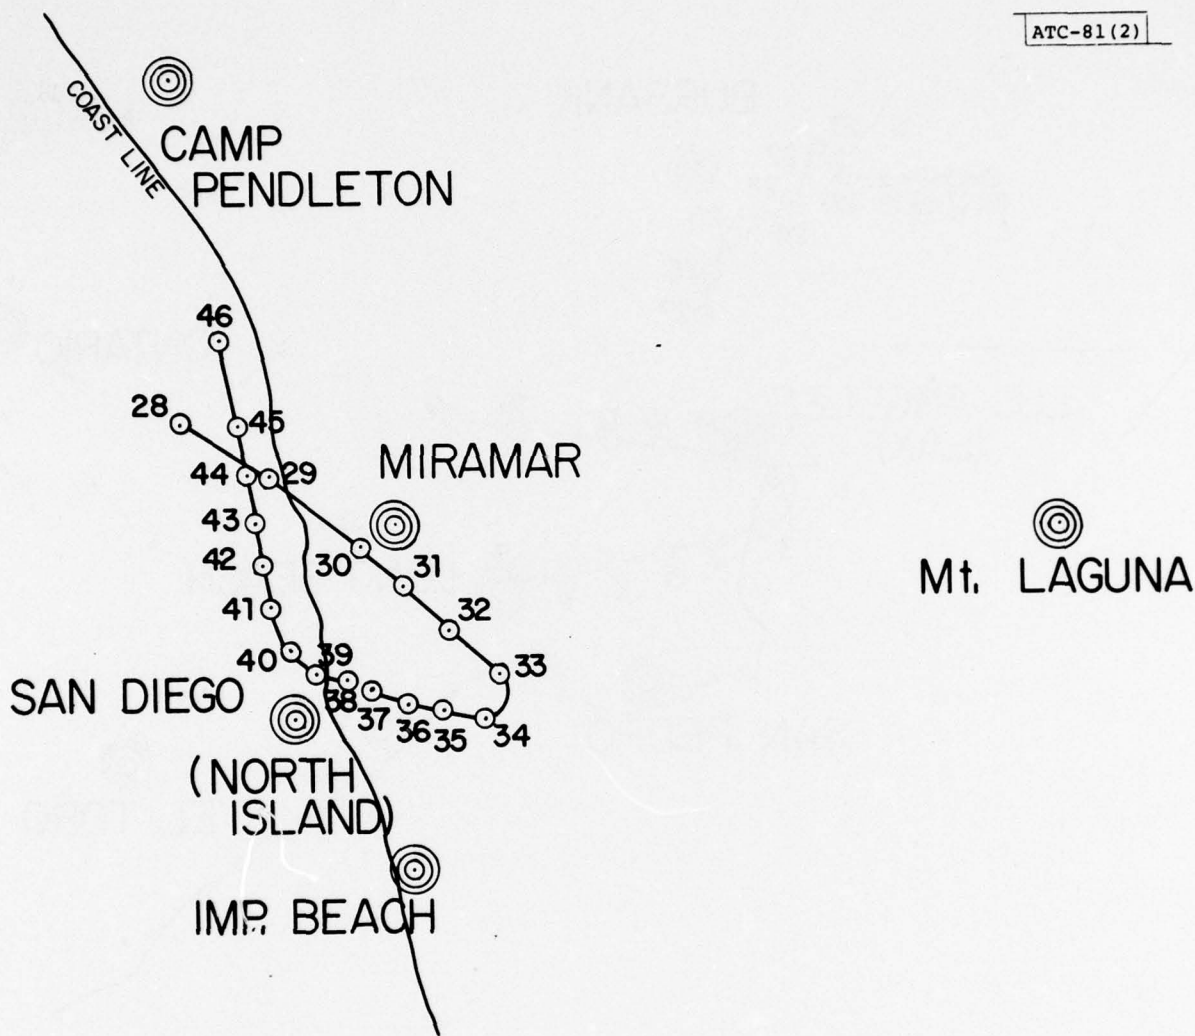 ATC-81(2)
COAST LINE
CAMP
PENDLETON
46
28
45
44
29
MIRAMAR
43
42
30
31
Mt. LAGUNA
41
32
40
39
33
SAN DIEGO
38
37
36
35
34
(NORTH
ISLAND)
IMP. BEACH